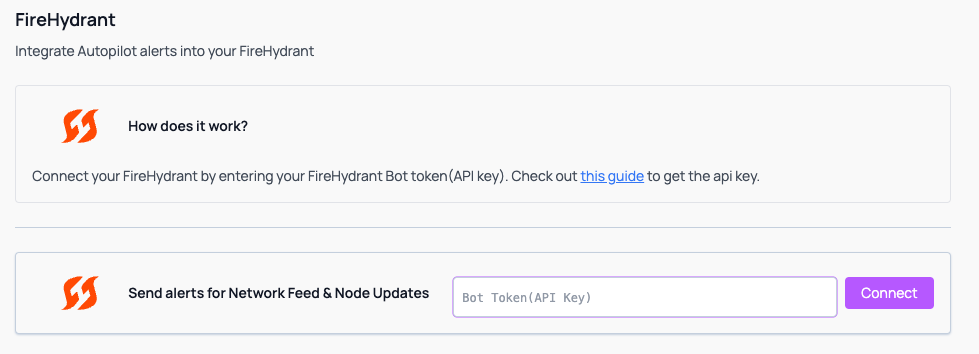 FireHydrant
Integrate Autopilot alerts into your FireHydrant
How does it work?
Connect your FireHydrant by entering your FireHydrant Bot token(API key). Check out this guide to get the api key.
Send alerts for Network Feed & Node Updates
Bot Token(API Key)
Connect